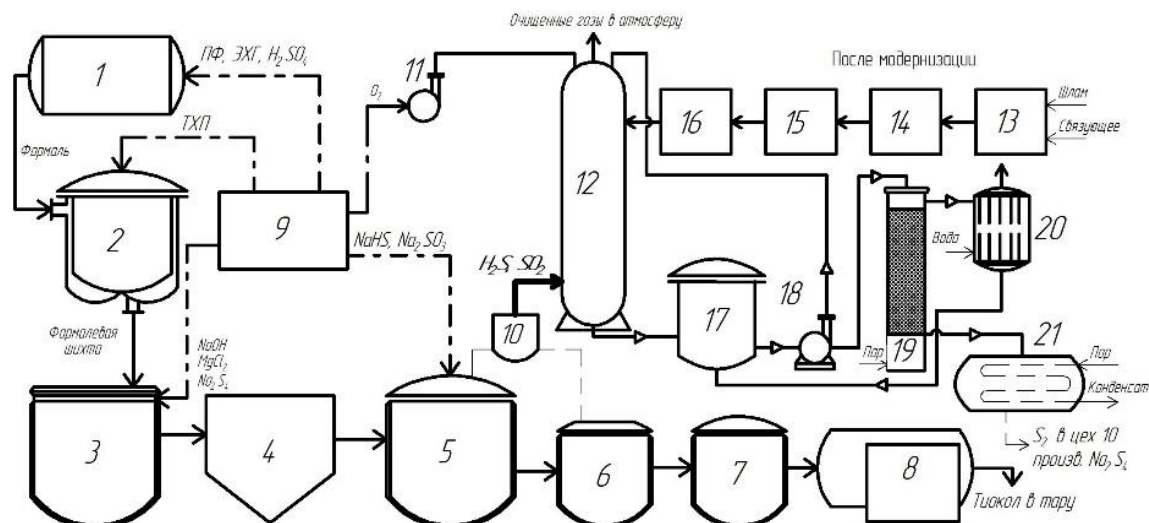 Очищенные газы в атмосферу
После модернизации
1
ПФ, ЭХГ, H₂SO₄
11
O₂
16
15
14
13
Шлам
Связующее
ТХП
Формаль
12
2
9
NaHS, Na₂SO₃
H₂S, SO₂
10
17
18
Вода
20
19
Пар
21
Пар
Конденсат
Формалевая
шихта
NaOH
MgCl₂
Na₂S₄
3
4
5
6
7
8
S₂ в цех 10
произв. Na₂S₄
Тиокол в тару